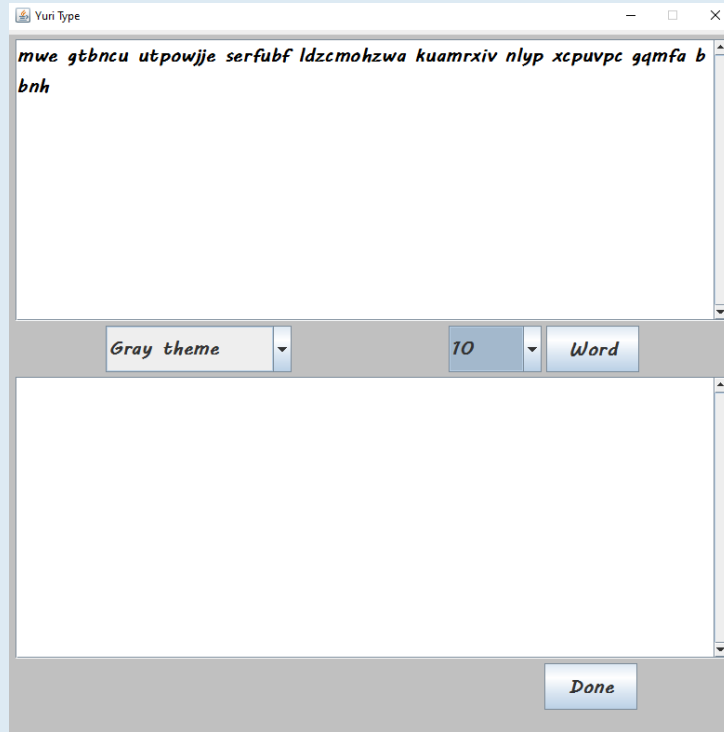 Yuri Type
mwe gtbncu utpowjje serfubf ldzcmohzwa kuamrxiv nlyp xcpuvpc gqmfa b
bnh
Gray theme
10
Word
Done